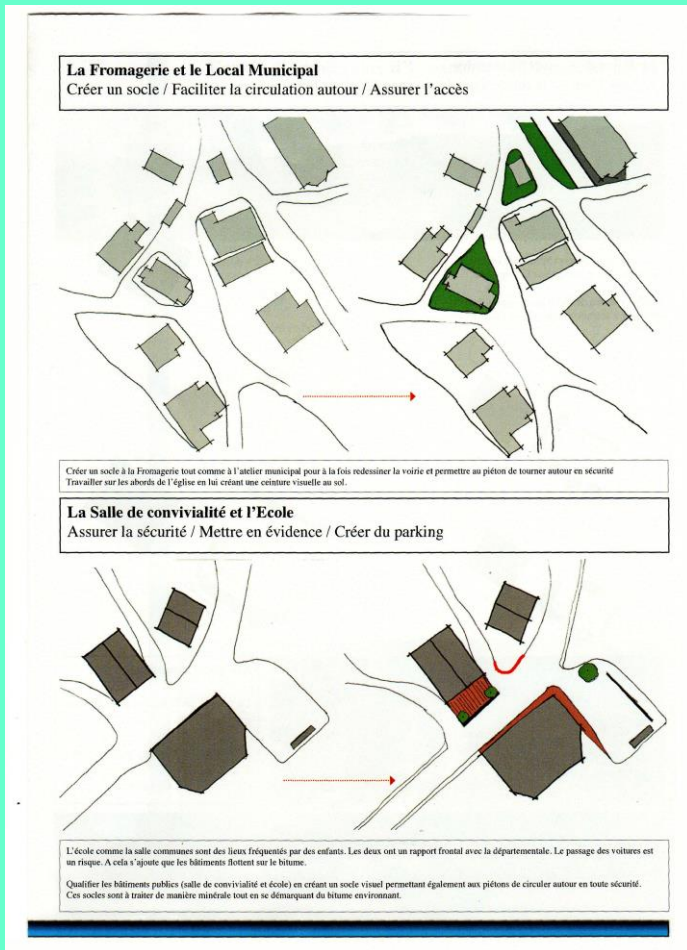 La Fromagerie et le Local Municipal
Créer un socle / Faciliter la circulation autour / Assurer l'accès
Créer un socle à la Fromagerie tout comme à l'atelier municipal pour à la fois redessiner la voirie et permettre au piéton de tourner autour en sécurité
Travailler sur les abords de l'église en lui créant une ceinture visuelle au sol.
La Salle de convivialité et l'Ecole
Assurer la sécurité / Mettre en évidence / Créer du parking
L'école comme la salle communes sont des lieux fréquentés par des enfants. Les deux ont un rapport frontal avec la départementale. Le passage des voitures est
un risque. A cela s'ajoute que les bâtiments flottent sur le bitume.
Qualifier les bâtiments publics (salle de convivialité et école) en créant un socle visuel permettant également aux piétons de circuler autour en toute sécurité.
Ces socles sont à traiter de manière minérale tout en se démarquant du bitume environnant.